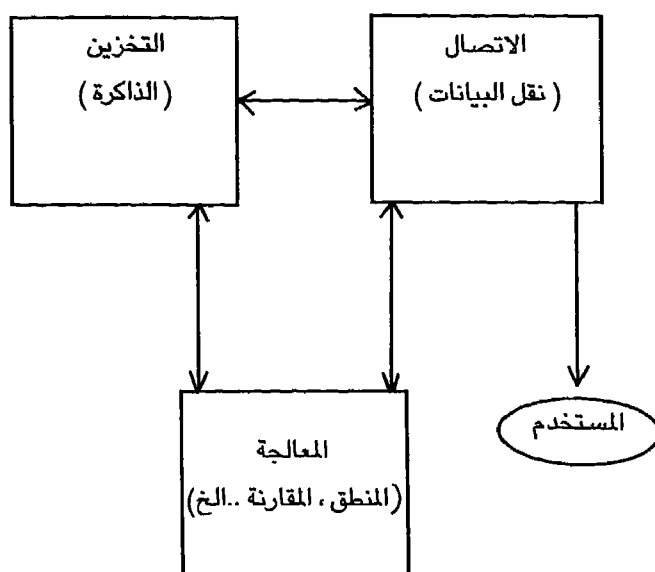 التخزين
(الذاكرة)
الاتصال
(نقل البيانات)
المعالجة
(المنطق، المقارنة ..الخ)
المستخدم